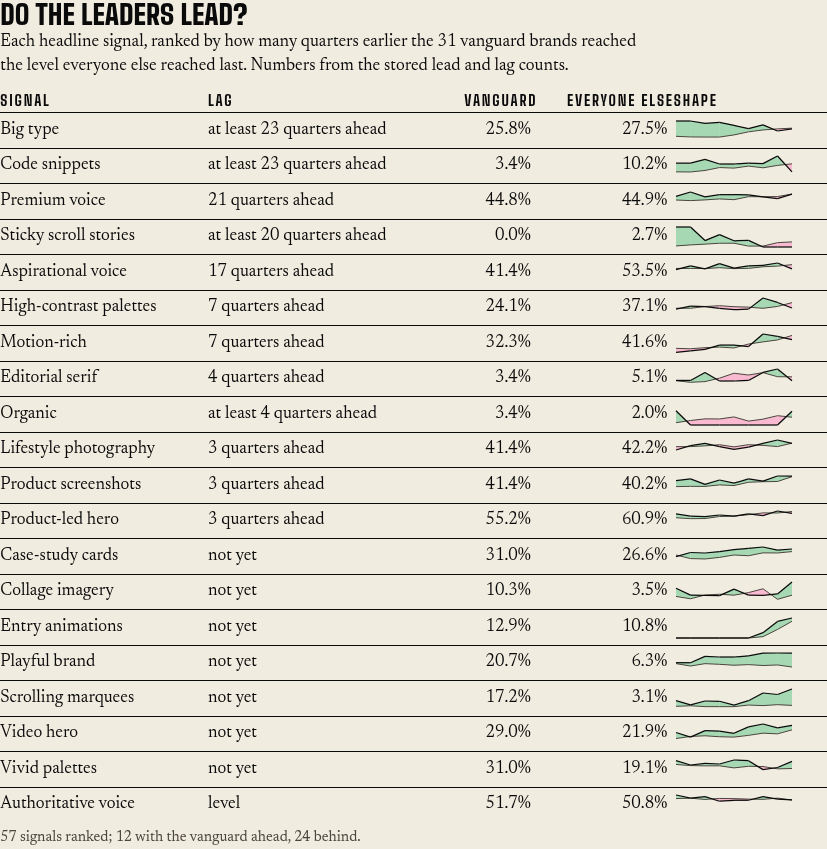 DO THE LEADERS LEAD?
Each headline signal, ranked by how many quarters earlier the 31 vanguard brands reached
the level everyone else reached last. Numbers from the stored lead and lag counts.
SIGNAL LAG VANGUARD EVERYONE ELSE SHAPE
Big type at least 23 quarters ahead 25.8% 27.5%
Code snippets at least 23 quarters ahead 3.4% 10.2%
Premium voice 21 quarters ahead 44.8% 44.9%
Sticky scroll stories at least 20 quarters ahead 0.0% 2.7%
Aspirational voice 17 quarters ahead 41.4% 53.5%
High-contrast palettes 7 quarters ahead 24.1% 37.1%
Motion-rich 7 quarters ahead 32.3% 41.6%
Editorial serif 4 quarters ahead 3.4% 5.1%
Organic at least 4 quarters ahead 3.4% 2.0%
Lifestyle photography 3 quarters ahead 41.4% 42.2%
Product screenshots 3 quarters ahead 41.4% 40.2%
Product-led hero 3 quarters ahead 55.2% 60.9%
Case-study cards not yet 31.0% 26.6%
Collage imagery not yet 10.3% 3.5%
Entry animations not yet 12.9% 10.8%
Playful brand not yet 20.7% 6.3%
Scrolling marquees not yet 17.2% 3.1%
Video hero not yet 29.0% 21.9%
Vivid palettes not yet 31.0% 19.1%
Authoritative voice level 51.7% 50.8%
57 signals ranked; 12 with the vanguard ahead, 24 behind.